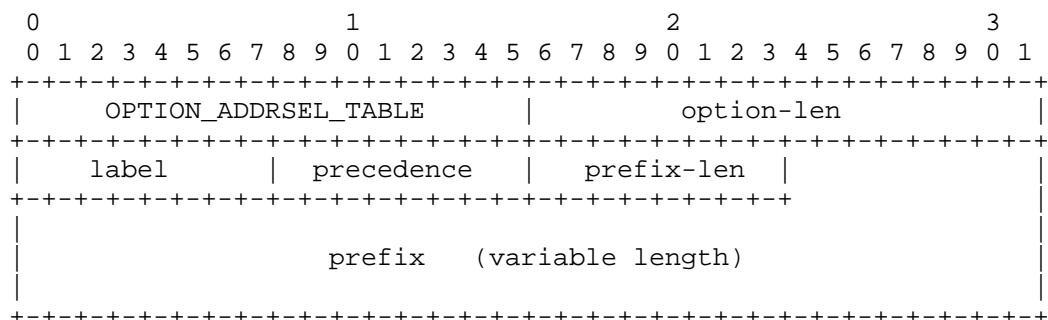 0                   1                   2                   3
0 1 2 3 4 5 6 7 8 9 0 1 2 3 4 5 6 7 8 9 0 1 2 3 4 5 6 7 8 9 0 1
+-+-+-+-+-+-+-+-+-+-+-+-+-+-+-+-+-+-+-+-+-+-+-+-+-+-+-+-+-+-+-+-+
|     OPTION_ADDRSEL_TABLE      |         option-len            |
+-+-+-+-+-+-+-+-+-+-+-+-+-+-+-+-+-+-+-+-+-+-+-+-+-+-+-+-+-+-+-+-+
|    label      |  precedence   |   prefix-len  |               |
+-+-+-+-+-+-+-+-+-+-+-+-+-+-+-+-+-+-+-+-+-+-+-+-+               |
|                                                               |
|                   prefix   (variable length)                  |
|                                                               |
+-+-+-+-+-+-+-+-+-+-+-+-+-+-+-+-+-+-+-+-+-+-+-+-+-+-+-+-+-+-+-+-+